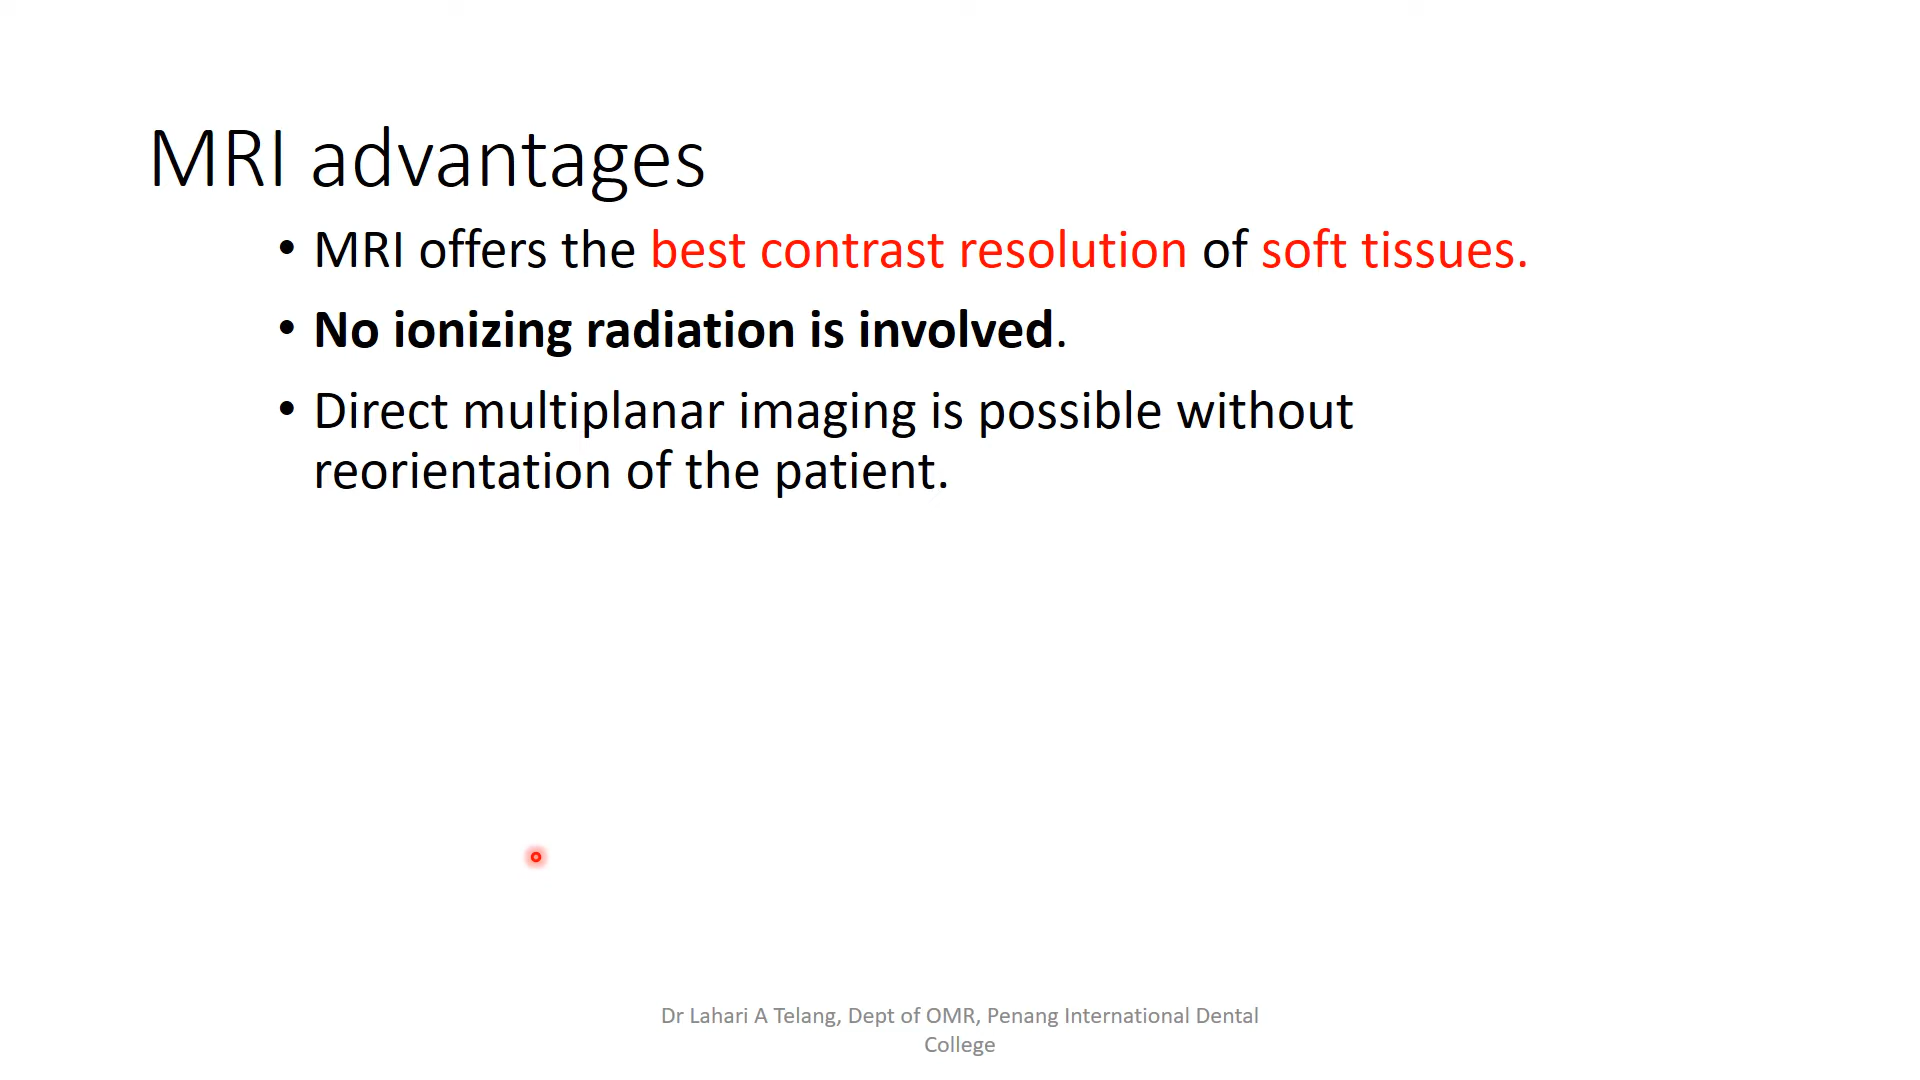 MRI advantages
• MRI offers the best contrast resolution of soft tissues.
• No ionizing radiation is involved.
• Direct multiplanar imaging is possible without
reorientation of the patient.
Dr Lahari A Telang, Dept of OMR, Penang International Dental
College